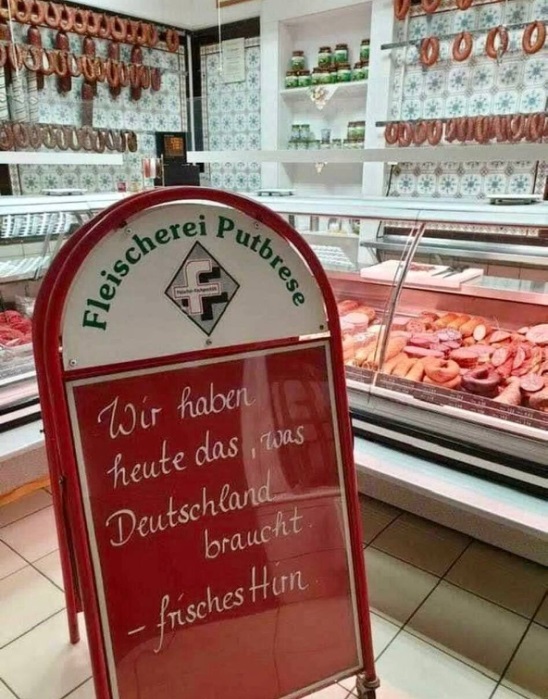 Fleischerei Putbrese
Wir haben
heute das, was
Deutschland
braucht.
- frisches Hirn